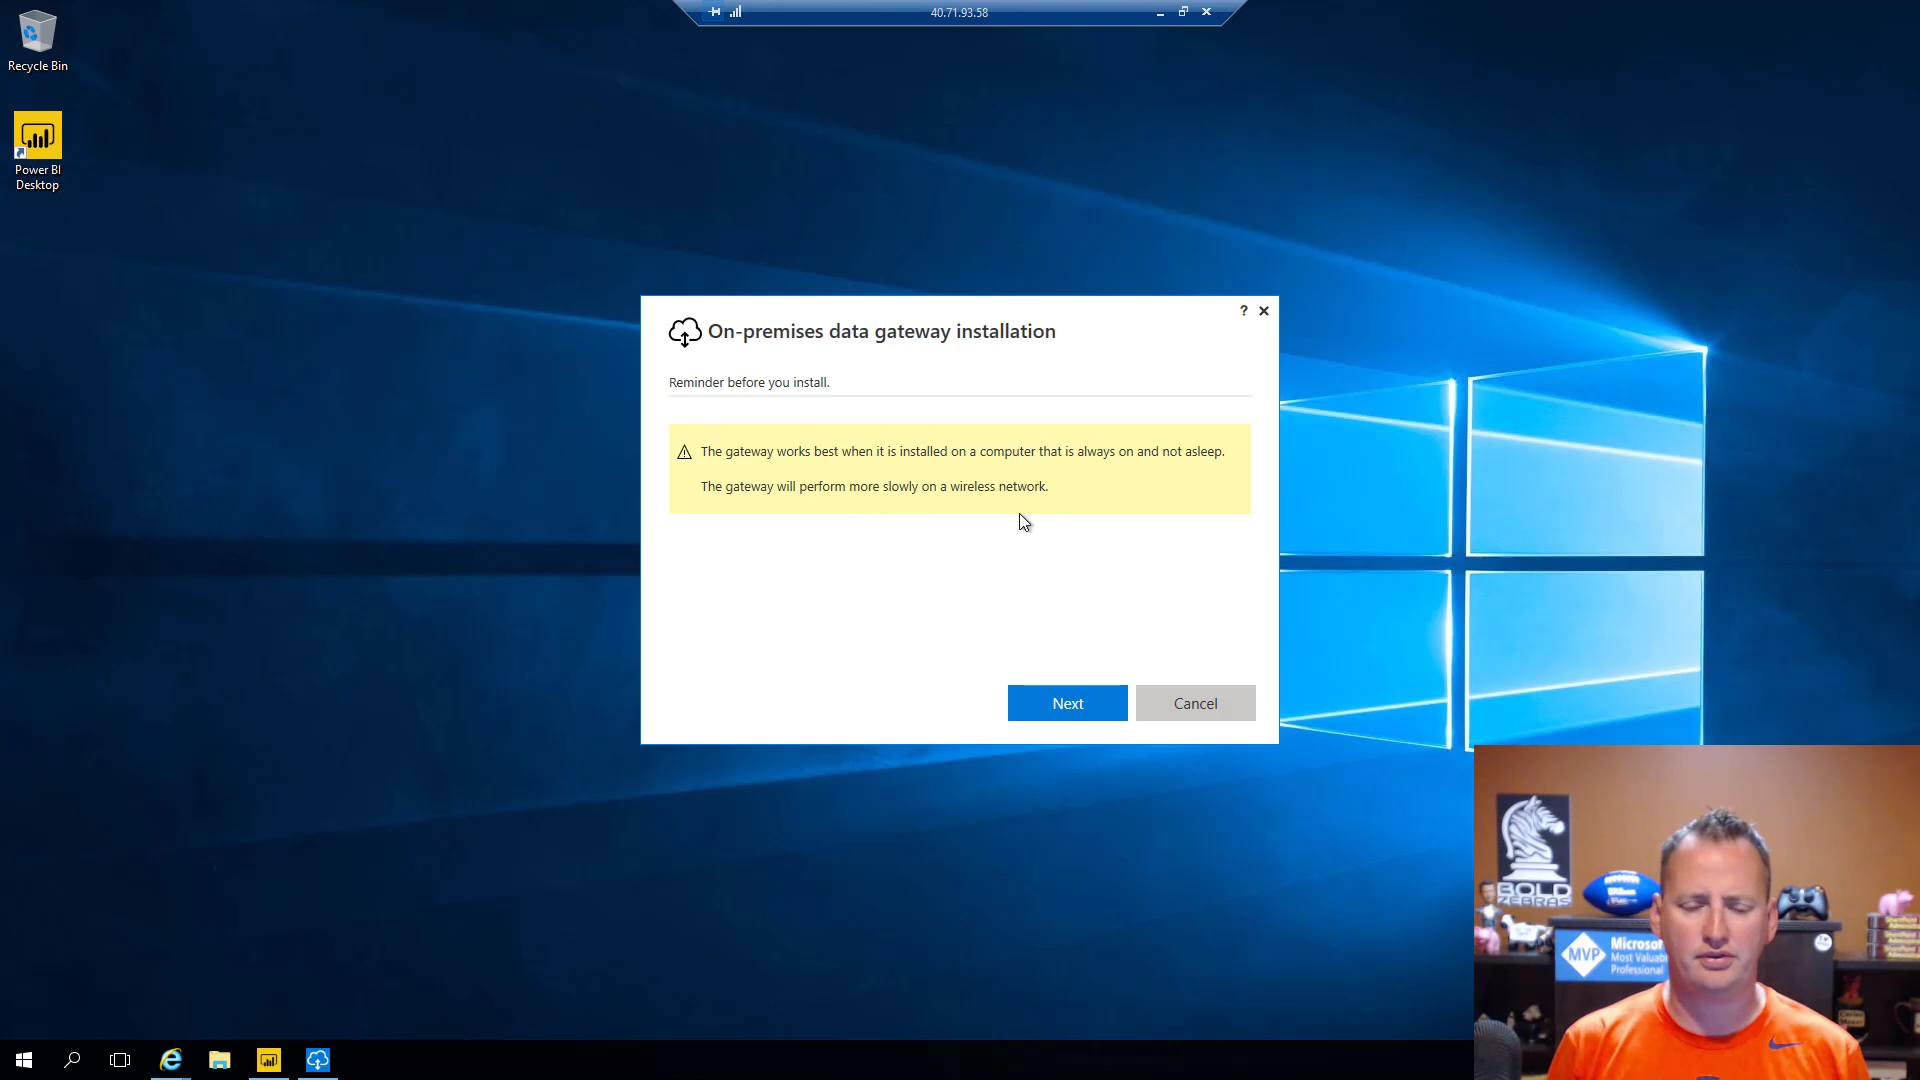 40.71.93.58
Recycle Bin
Power BI
Desktop
On-premises data gateway installation
Reminder before you install.
The gateway works best when it is installed on a computer that is always on and not asleep.
The gateway will perform more slowly on a wireless network.
Next
Cancel
BOLD
ZEBRAS
MVP
Microsof
Most Valuab
Professional